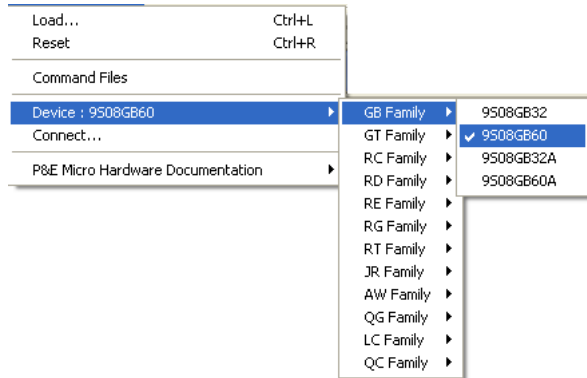 Load... Ctrl+L
Reset Ctrl+R
Command Files
Device : 9S08GB60
Connect...
P&E Micro Hardware Documentation
GB Family
GT Family
RC Family
RD Family
RE Family
RG Family
RT Family
JR Family
AW Family
QG Family
LC Family
QC Family
9S08GB32
9S08GB60
9S08GB32A
9S08GB60A